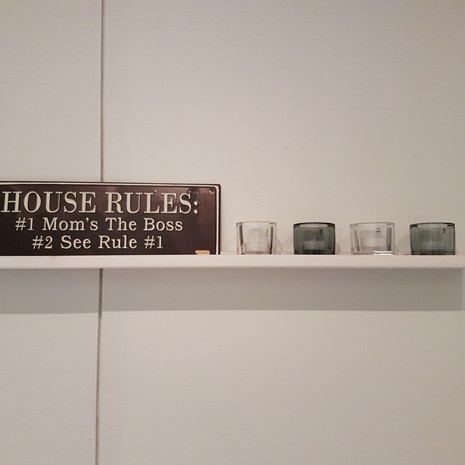 HOUSE RULES:
#1 Mom's The Boss
#2 See Rule #1